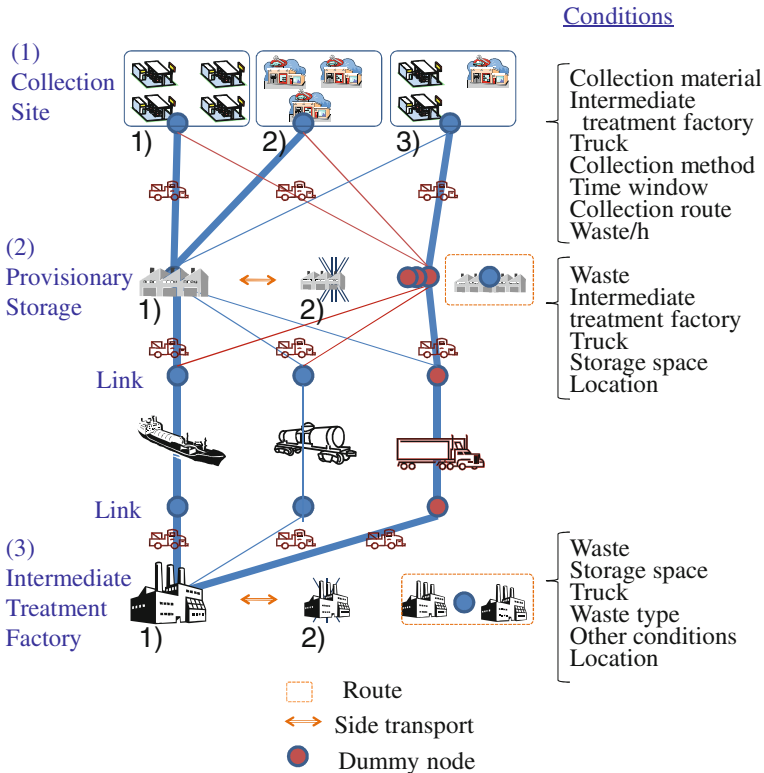 Conditions
(1)
Collection
Site
1)
2)
3)
Collection material
Intermediate
treatment factory
Truck
Collection method
Time window
Collection route
Waste/h
(2)
Provisionary
Storage
1)
2)
Waste
Intermediate
treatment factory
Truck
Storage space
Location
Link
Link
(3)
Intermediate
Treatment
Factory
1)
2)
Waste
Storage space
Truck
Waste type
Other conditions
Location
Route
Side transport
Dummy node